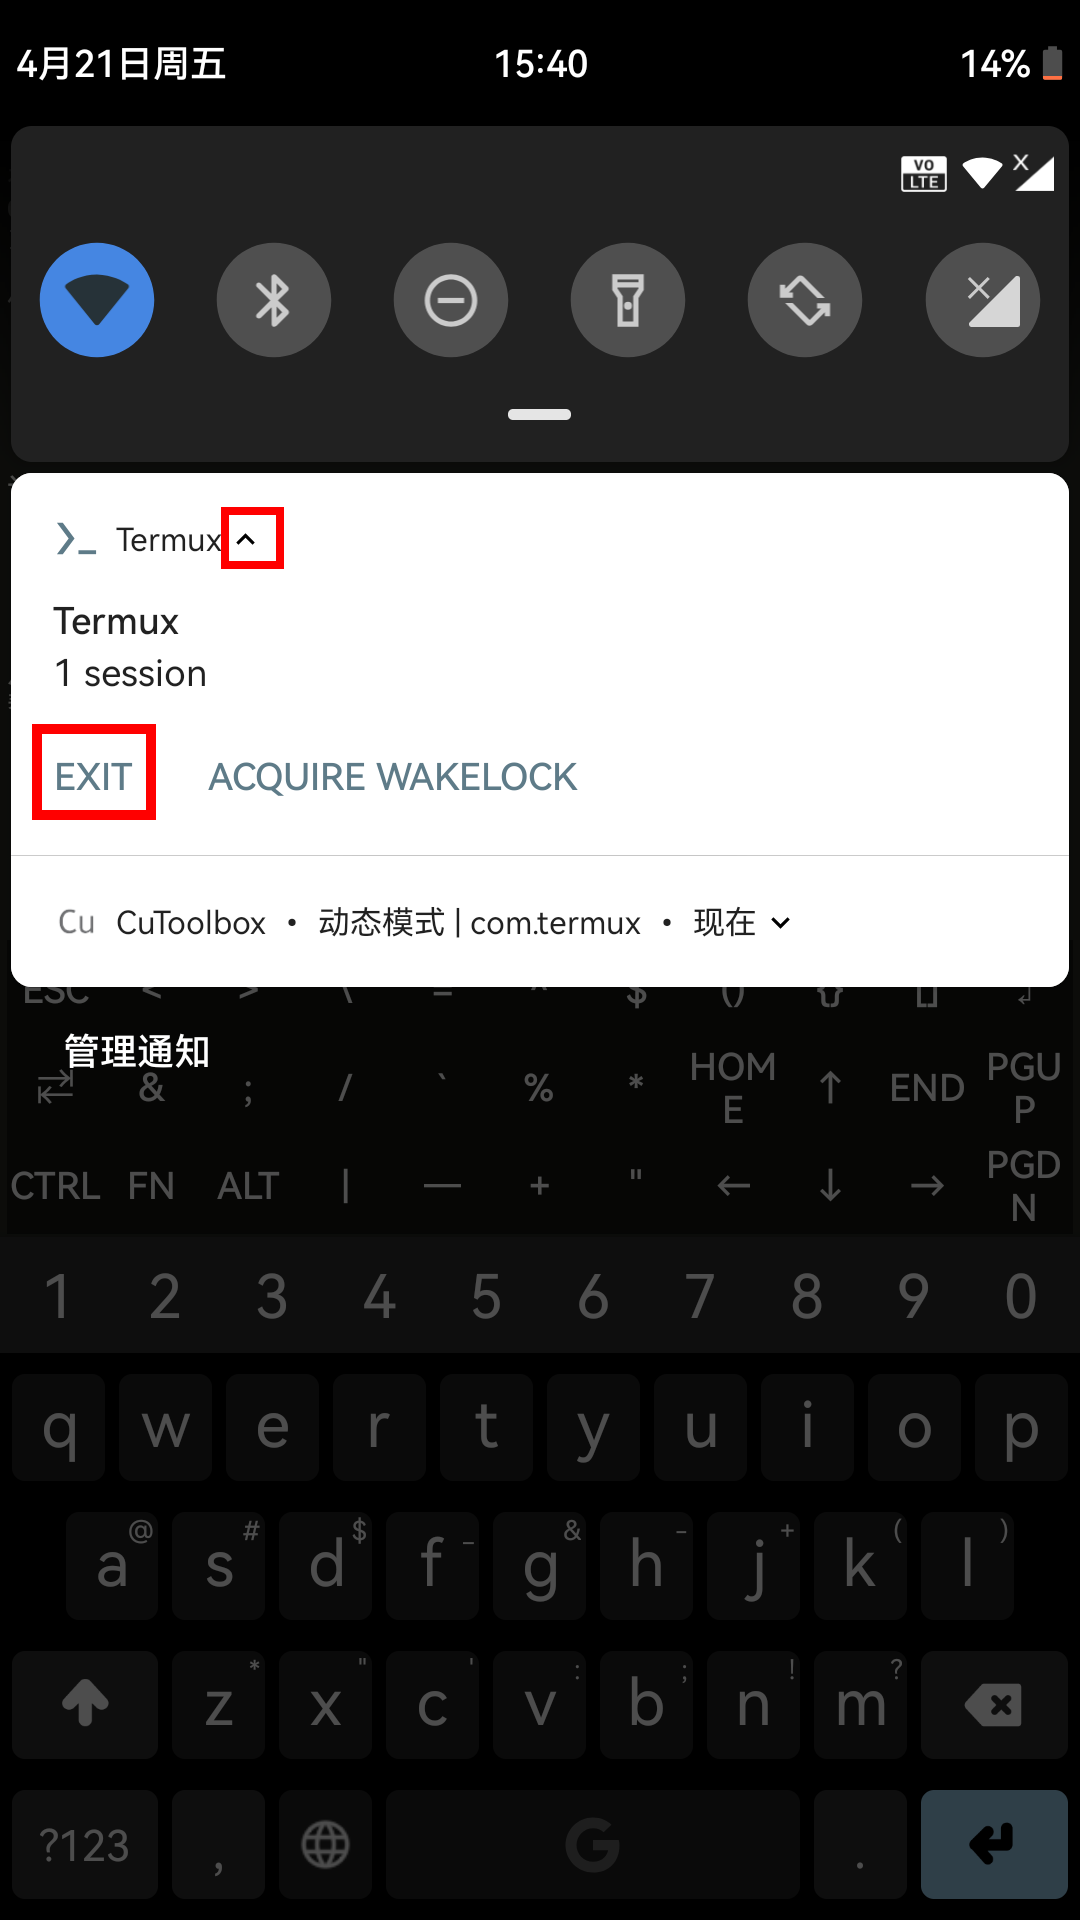 4月21日周五 15:40 14%
VO
LTE
X
>_ Termux
Termux
1 session
EXIT ACQUIRE WAKELOCK
Cu CuToolbox • 动态模式 | com.termux • 现在
ESC < > \ = ^ $ () {} [] ↲
管理通知
& ; / ` % * HOME ↑ END PGUP
CTRL FN ALT | — + " ← ↓ → PGDN
1 2 3 4 5 6 7 8 9 0
q w e r t y u i o p
@ # $ _ & - + ( )
a s d f g h j k l
* " ' : ; ! ?
z x c v b n m
?123 , G .